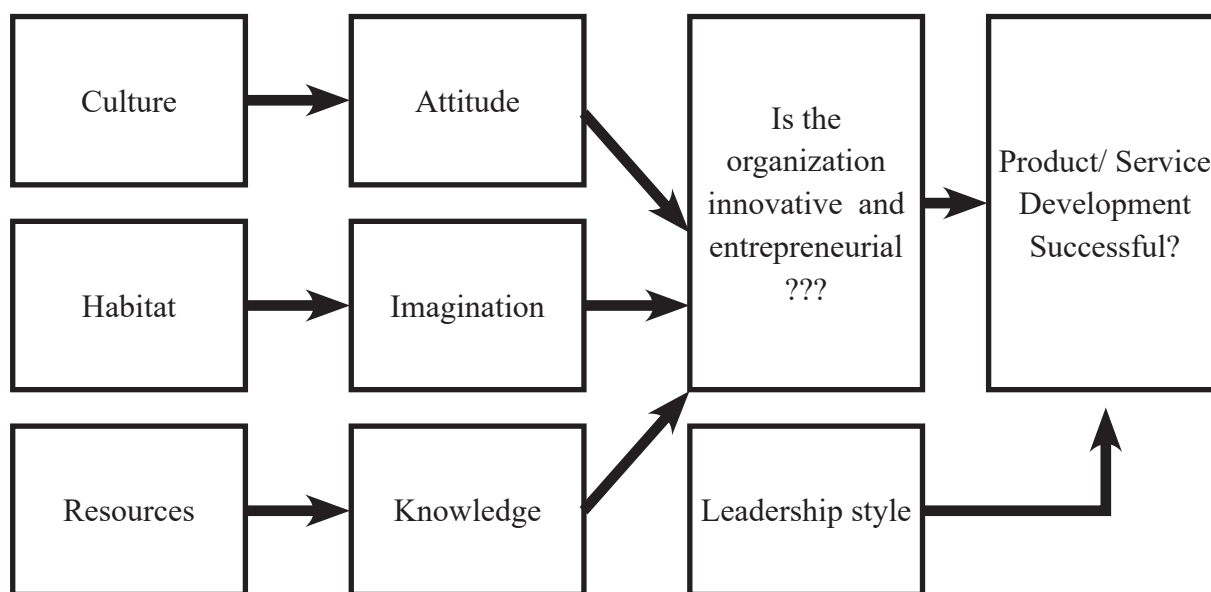 Culture
Attitude
Is the
organization
innovative and
entrepreneurial
???
Product/ Service
Development
Successful?
Habitat
Imagination
Resources
Knowledge
Leadership style